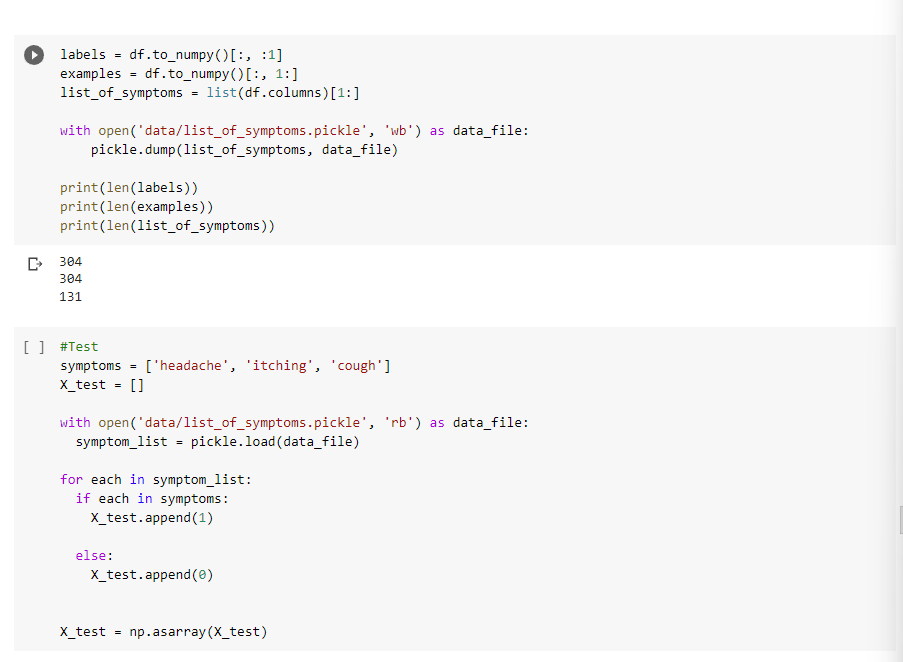 labels = df.to_numpy()[:, :1]
examples = df.to_numpy()[:, 1:]
list_of_symptoms = list(df.columns)[1:]
with open('data/list_of_symptoms.pickle', 'wb') as data_file:
pickle.dump(list_of_symptoms, data_file)
print(len(labels))
print(len(examples))
print(len(list_of_symptoms))
304
304
131
[ ] #Test
symptoms = ['headache', 'itching', 'cough']
X_test = []
with open('data/list_of_symptoms.pickle', 'rb') as data_file:
symptom_list = pickle.load(data_file)
for each in symptom_list:
if each in symptoms:
X_test.append(1)
else:
X_test.append(0)
X_test = np.asarray(X_test)